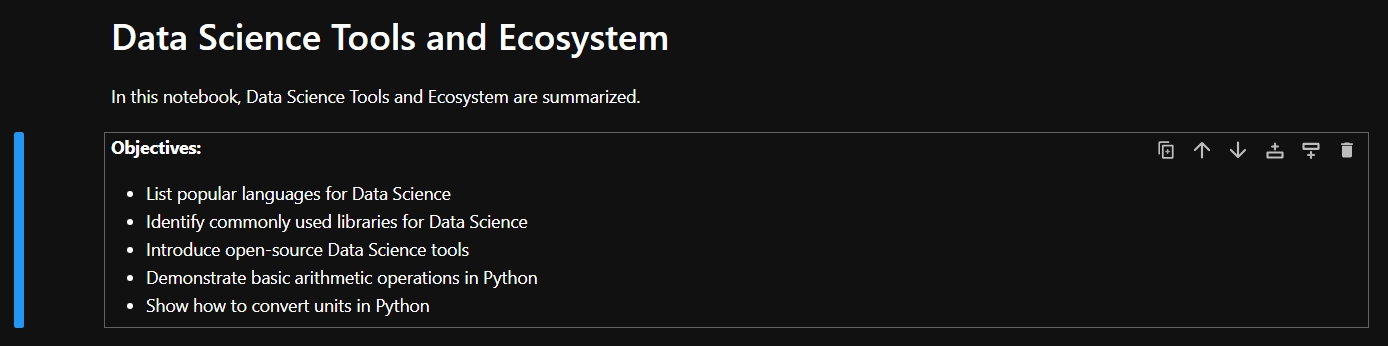 Data Science Tools and Ecosystem
In this notebook, Data Science Tools and Ecosystem are summarized.
Objectives:
• List popular languages for Data Science
• Identify commonly used libraries for Data Science
• Introduce open-source Data Science tools
• Demonstrate basic arithmetic operations in Python
• Show how to convert units in Python